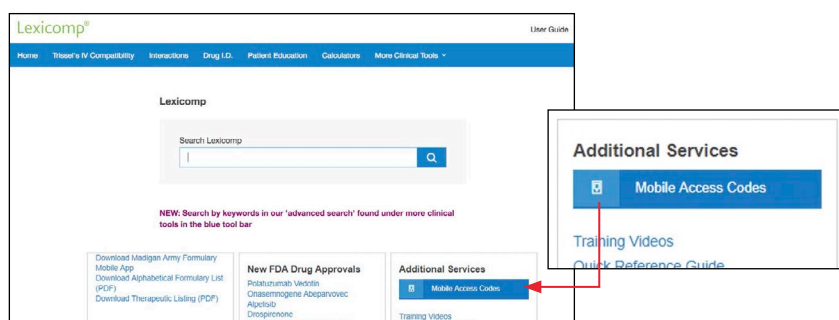 Lexicomp®
User Guide
Home Trissel's IV Compatibility Interactions Drug I.D. Patient Education Calculators More Clinical Tools
Lexicomp
Search Lexicomp
NEW: Search by keywords in our 'advanced search' found under more clinical
tools in the blue tool bar
Download Madigan Army Formulary
Mobile App
Download Alphabetical Formulary List
(PDF)
Download Therapeutic Listing (PDF)
New FDA Drug Approvals
Polatuzumab Vedotin
Onasemnogene Abeparvovec
Alpelisib
Drospirenone
Additional Services
Mobile Access Codes
Training Videos
Additional Services
Mobile Access Codes
Training Videos
Quick Reference Guide